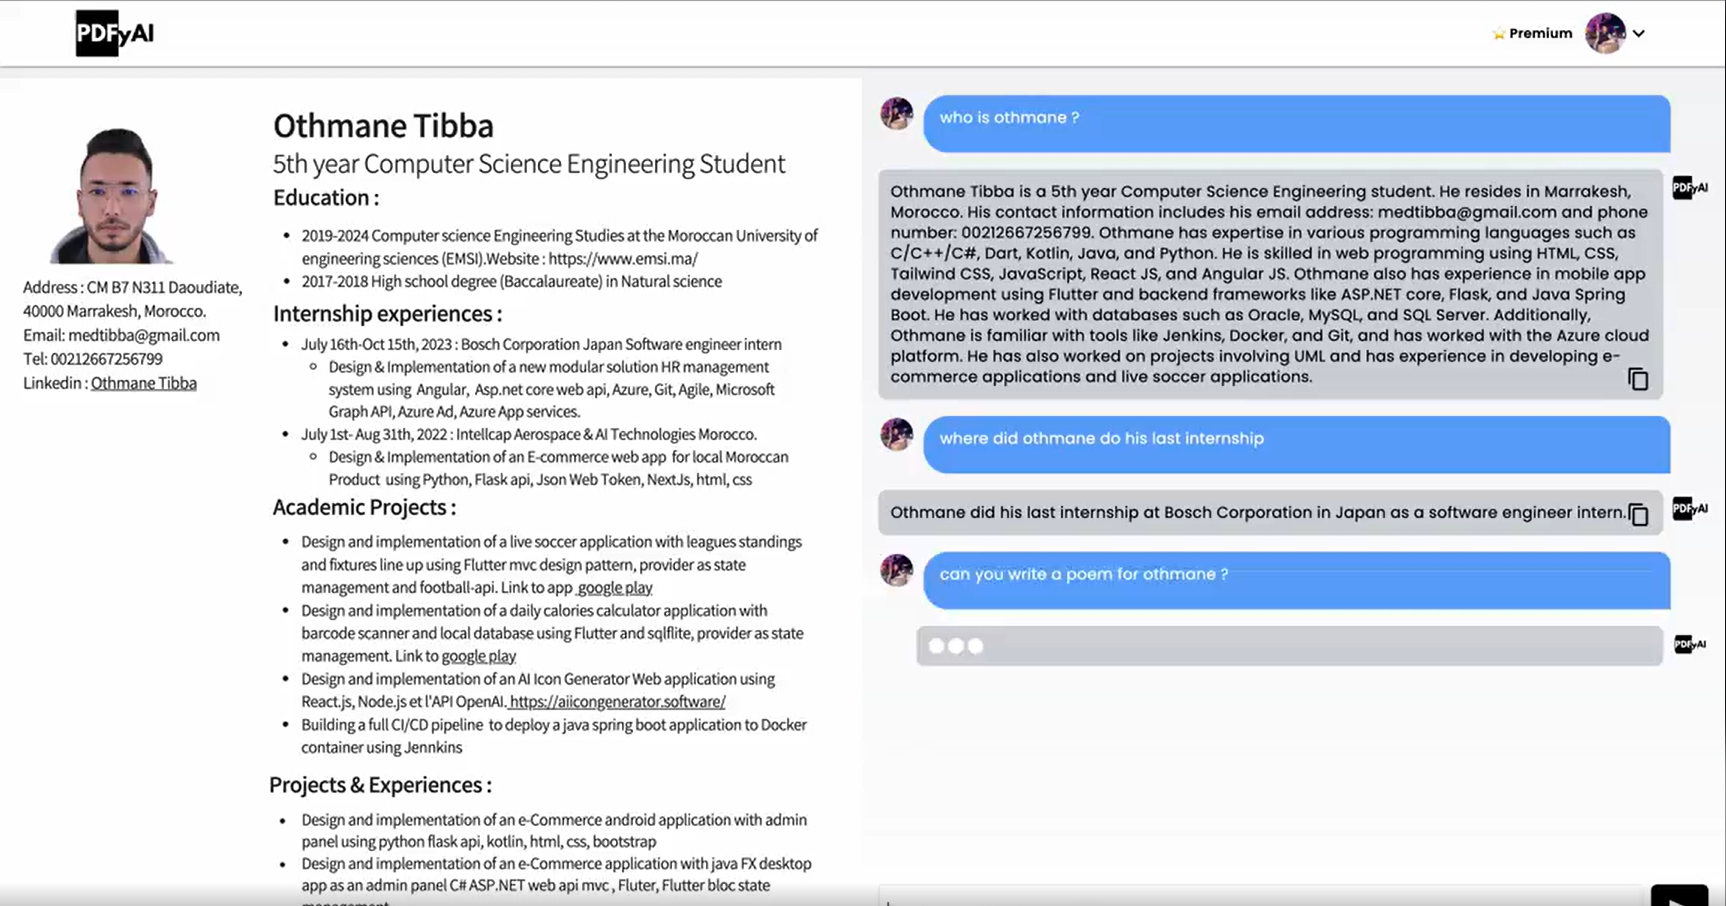 PDFyAI
⭐ Premium
Address : CM B7 N311 Daoudiate,
40000 Marrakesh, Morocco.
Email: medtibba@gmail.com
Tel: 00212667256799
Linkedin : Othmane Tibba
Othmane Tibba
5th year Computer Science Engineering Student
Education :
• 2019-2024 Computer science Engineering Studies at the Moroccan University of
engineering sciences (EMSI).Website : https://www.emsi.ma/
• 2017-2018 High school degree (Baccalaureate) in Natural science
Internship experiences :
• July 16th-Oct 15th, 2023 : Bosch Corporation Japan Software engineer intern
◦ Design & Implementation of a new modular solution HR management
system using Angular, Asp.net core web api, Azure, Git, Agile, Microsoft
Graph API, Azure Ad, Azure App services.
• July 1st- Aug 31th, 2022 : Intellcap Aerospace & AI Technologies Morocco.
◦ Design & Implementation of an E-commerce web app for local Moroccan
Product using Python, Flask api, Json Web Token, NextJs, html, css
Academic Projects :
• Design and implementation of a live soccer application with leagues standings
and fixtures line up using Flutter mvc design pattern, provider as state
management and football-api. Link to app google play
• Design and implementation of a daily calories calculator application with
barcode scanner and local database using Flutter and sqlflite, provider as state
management. Link to google play
• Design and implementation of an AI Icon Generator Web application using
React.js, Node.js et l'API OpenAI. https://aiicongenerator.software/
• Building a full CI/CD pipeline to deploy a java spring boot application to Docker
container using Jennkins
Projects & Experiences :
• Design and implementation of an e-Commerce android application with admin
panel using python flask api, kotlin, html, css, bootstrap
• Design and implementation of an e-Commerce application with java FX desktop
app as an admin panel C# ASP.NET web api mvc , Fluter, Flutter bloc state
management
who is othmane ?
PDFyAI
Othmane Tibba is a 5th year Computer Science Engineering student. He resides in Marrakesh,
Morocco. His contact information includes his email address: medtibba@gmail.com and phone
number: 00212667256799. Othmane has expertise in various programming languages such as
C/C++/C#, Dart, Kotlin, Java, and Python. He is skilled in web programming using HTML, CSS,
Tailwind CSS, JavaScript, React JS, and Angular JS. Othmane also has experience in mobile app
development using Flutter and backend frameworks like ASP.NET core, Flask, and Java Spring
Boot. He has worked with databases such as Oracle, MySQL, and SQL Server. Additionally,
Othmane is familiar with tools like Jenkins, Docker, and Git, and has worked with the Azure cloud
platform. He has also worked on projects involving UML and has experience in developing e-
commerce applications and live soccer applications.
where did othmane do his last internship
Othmane did his last internship at Bosch Corporation in Japan as a software engineer intern.
PDFyAI
can you write a poem for othmane ?
PDFyAI